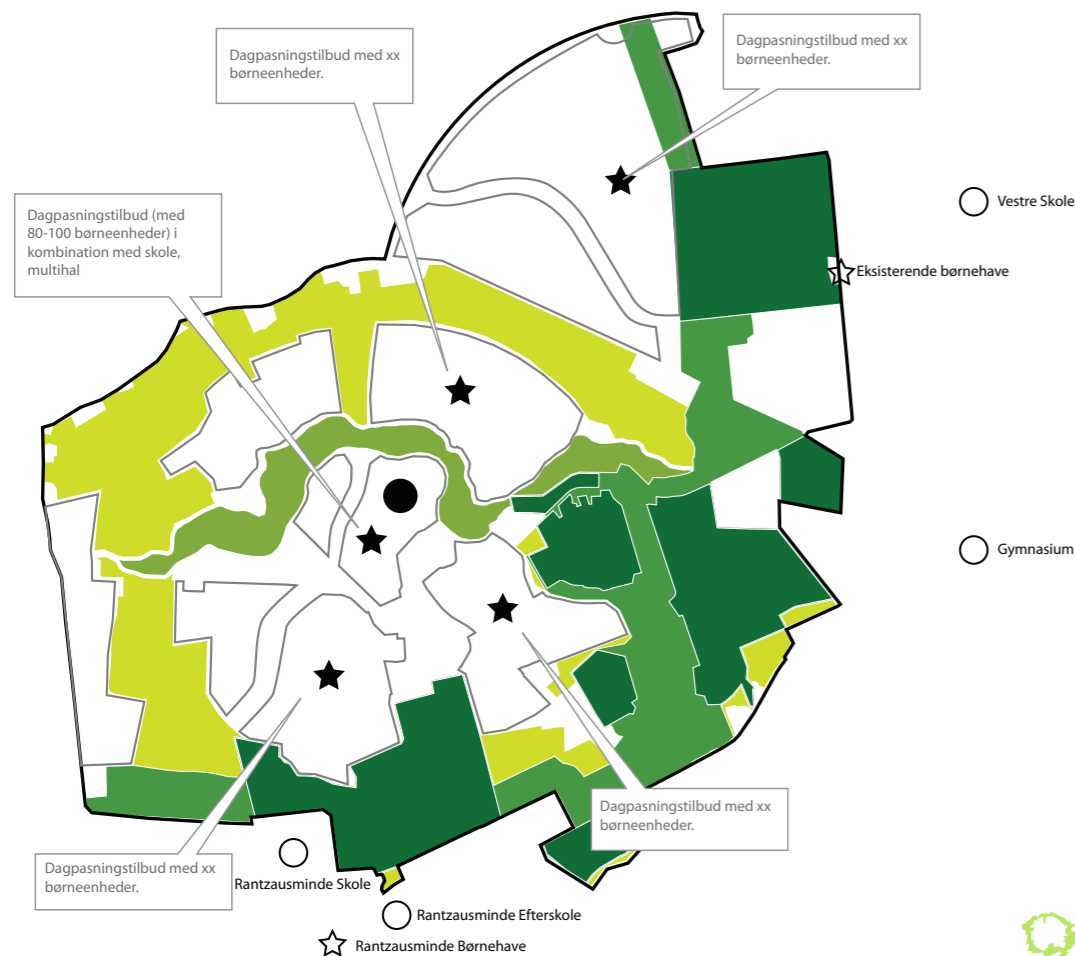 Dagpasningstilbud med xx
børneenheder.
Dagpasningstilbud med xx
børneenheder.
Dagpasningstilbud (med
80-100 børneenheder) i
kombination med skole,
multihal
Vestre Skole
Eksisterende børnehave
Gymnasium
Dagpasningstilbud med xx
børneenheder.
Dagpasningstilbud med xx
børneenheder.
Rantzausminde Skole
Rantzausminde Efterskole
Rantzausminde Børnehave